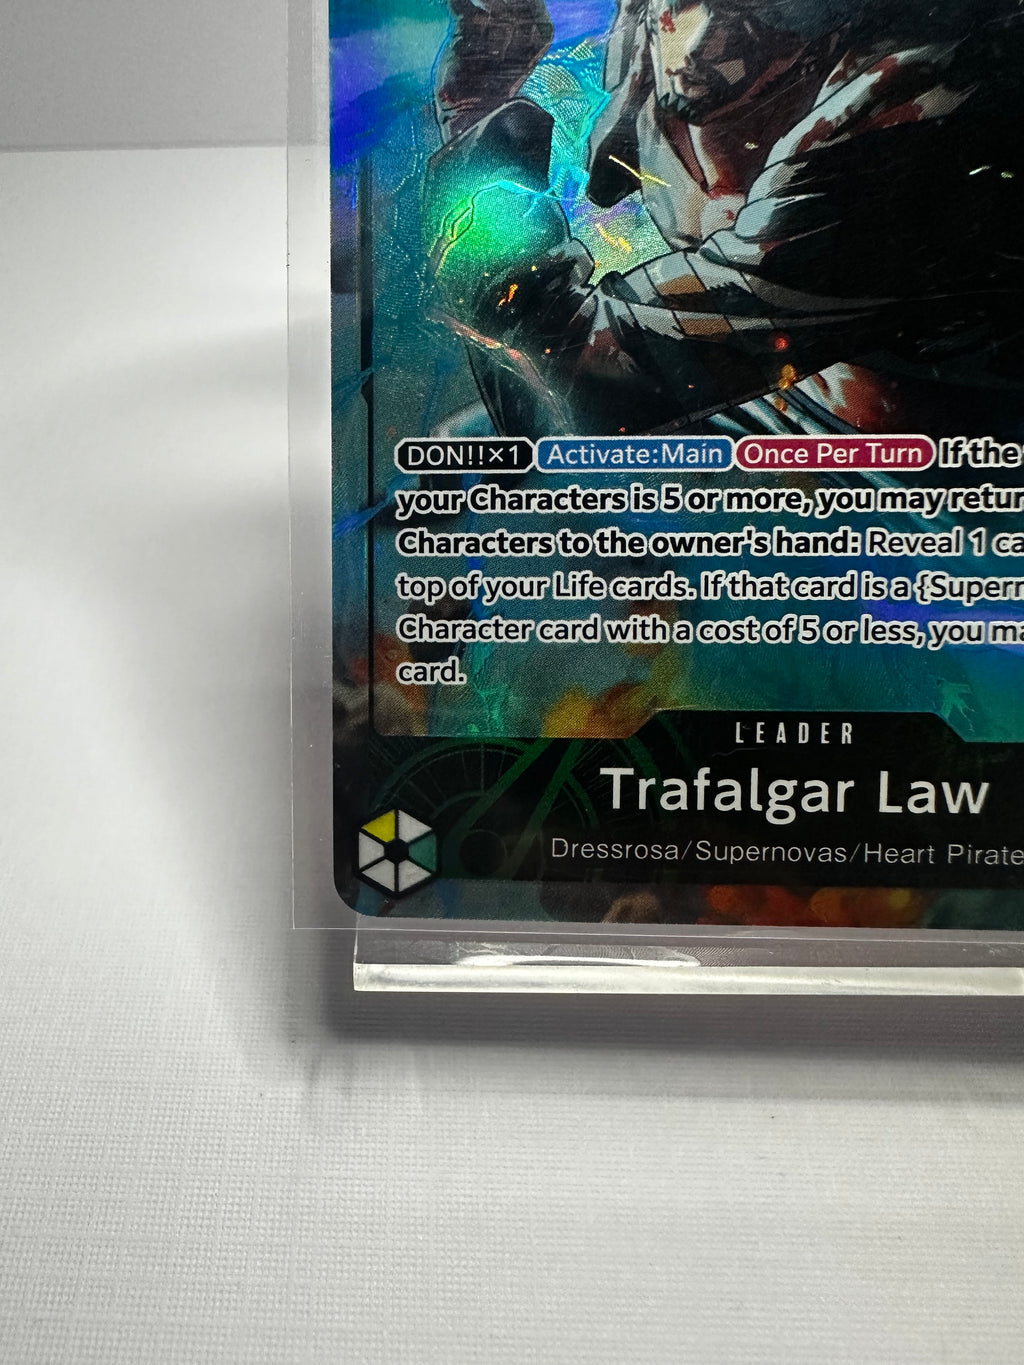 DON!!×1 Activate:Main Once Per Turn If the
your Characters is 5 or more, you may retur
Characters to the owner's hand: Reveal 1 ca
top of your Life cards. If that card is a {Supern
Character card with a cost of 5 or less, you ma
card.
LEADER
Trafalgar Law
Dressrosa/Supernovas/Heart Pirate